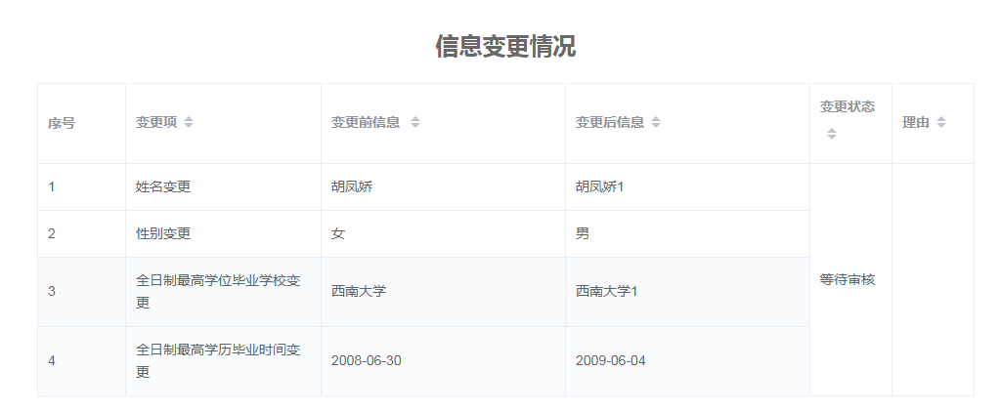 信息变更情况
序号 变更项 变更前信息 变更后信息 变更状态 理由
1 姓名变更 胡凤娇 胡凤娇1
2 性别变更 女 男
等待审核
3 全日制最高学位毕业学校变
更 西南大学 西南大学1
4 全日制最高学历毕业时间变
更 2008-06-30 2009-06-04